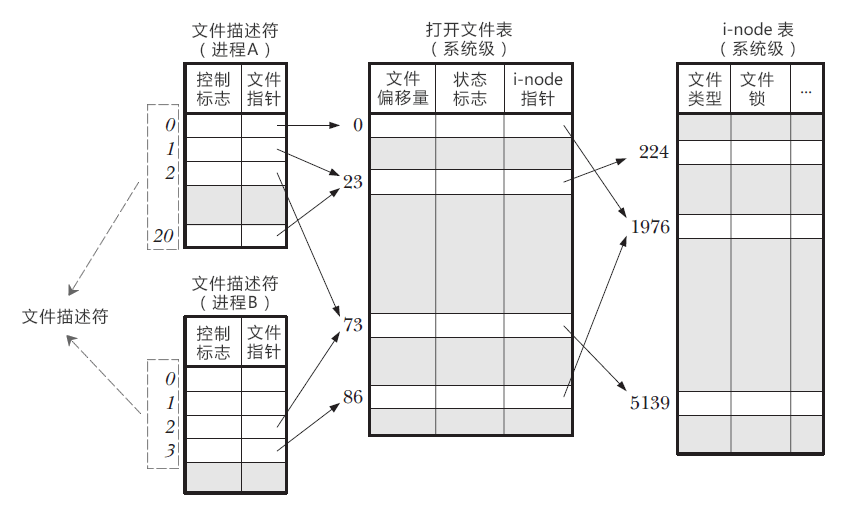 文件描述符
（进程A）
控制
标志
文件
指针
0
1
2
20
文件描述符
文件描述符
（进程B）
控制
标志
文件
指针
0
1
2
3
打开文件表
（系统级）
文件
偏移量
状态
标志
i-node
指针
0
23
73
86
i-node 表
（系统级）
文件
类型
文件
锁
...
224
1976
5139